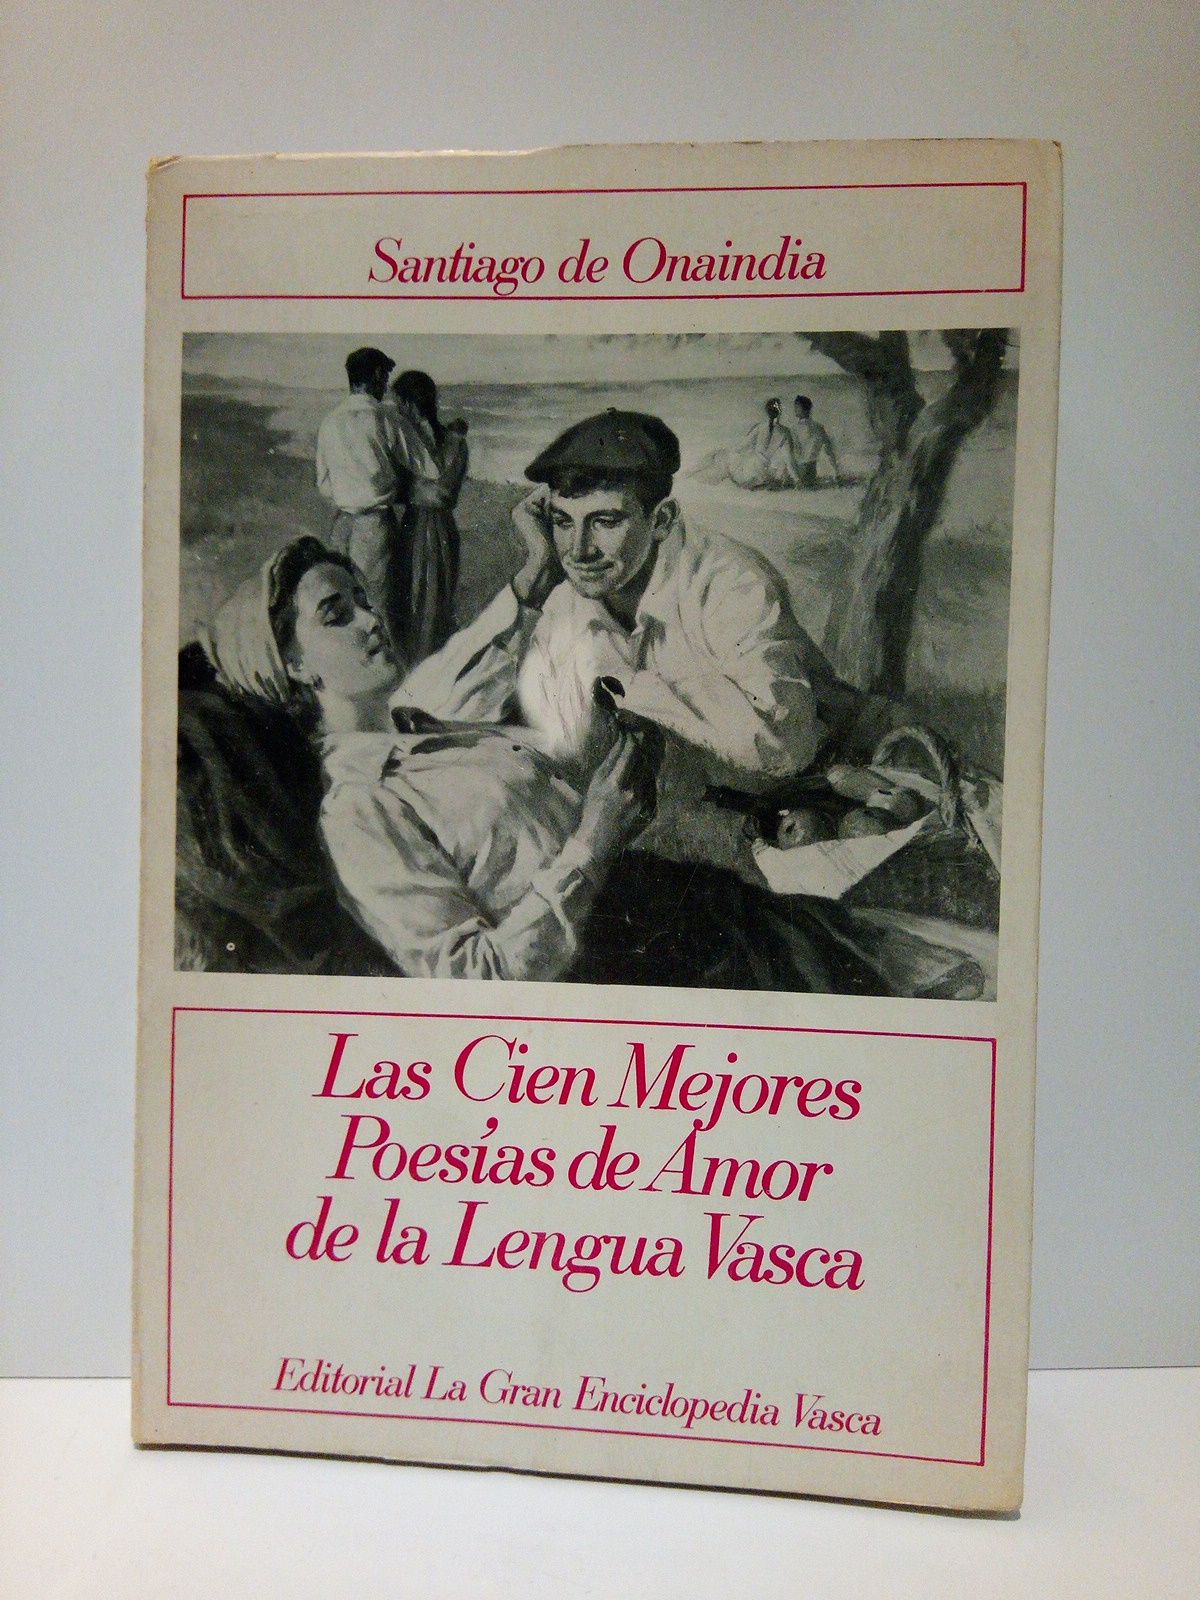 Santiago de Onaindia
Las Cien Mejores
Poesías de Amor
de la Lengua Vasca
Editorial La Gran Enciclopedia Vasca